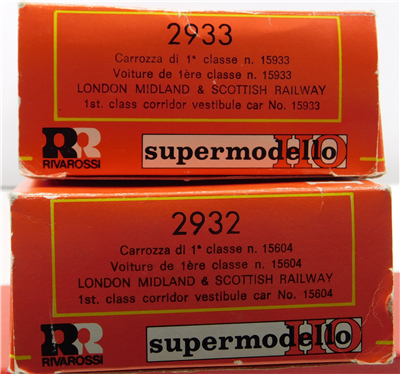 2933
Carrozza di 1ª classe n. 15933
Voiture de 1ère classe n. 15933
LONDON MIDLAND & SCOTTISH RAILWAY
1st. class corridor vestibule car No. 15933
RR
RIVAROSSI
supermodello HO
2932
Carrozza di 1ª classe n. 15604
Voiture de 1ère classe n. 15604
LONDON MIDLAND & SCOTTISH RAILWAY
1st. class corridor vestibule car No. 15604
RR
RIVAROSSI
supermodello HO